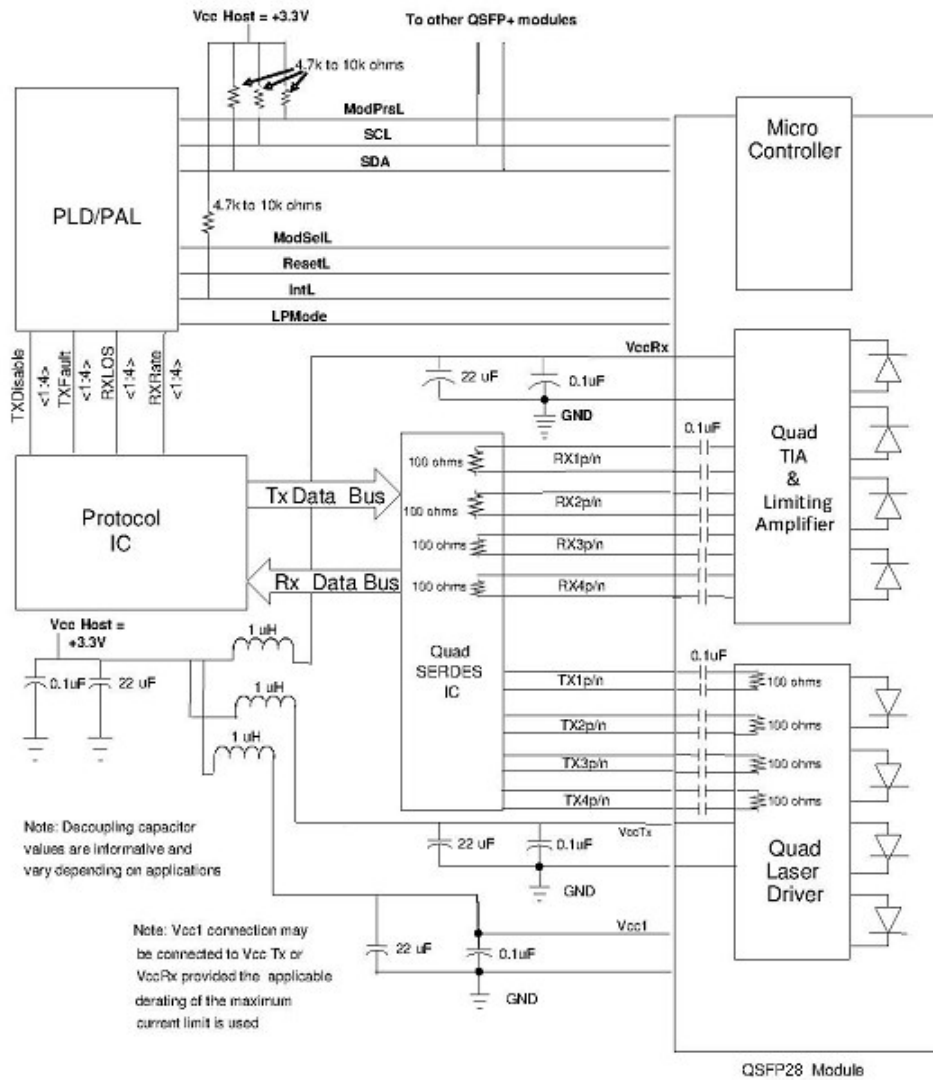 Vcc Host = +3.3V
To other QSFP+ modules
4.7k to 10k ohms
ModPrsL
SCL
SDA
Micro
Controller
PLD/PAL
4.7k to 10k ohms
ModSelL
ResetL
IntL
LPMode
TXDisable
<1:4>
TXFault
<1:4>
RXLOS
<1:4>
RXRate
<1:4>
VccRx
22 uF
0.1uF
GND
0.1uF
Quad
TIA
&
Limiting
Amplifier
100 ohms
RX1p/n
100 ohms
RX2p/n
100 ohms
RX3p/n
100 ohms
RX4p/n
Tx Data Bus
Protocol
IC
Rx Data Bus
Vcc Host =
+3.3V
0.1uF
22 uF
1 uH
1 uH
1 uH
Quad
SERDES
IC
0.1uF
TX1p/n
100 ohms
TX2p/n
100 ohms
TX3p/n
100 ohms
TX4p/n
100 ohms
VccTx
22 uF
0.1uF
GND
Quad
Laser
Driver
Note: Decoupling capacitor
values are informative and
vary depending on applications
Vcc1
Note: Vcc1 connection may
be connected to Vcc Tx or
VccRx provided the applicable
derating of the maximum
current limit is used
22 uF
0.1uF
GND
QSFP28 Module